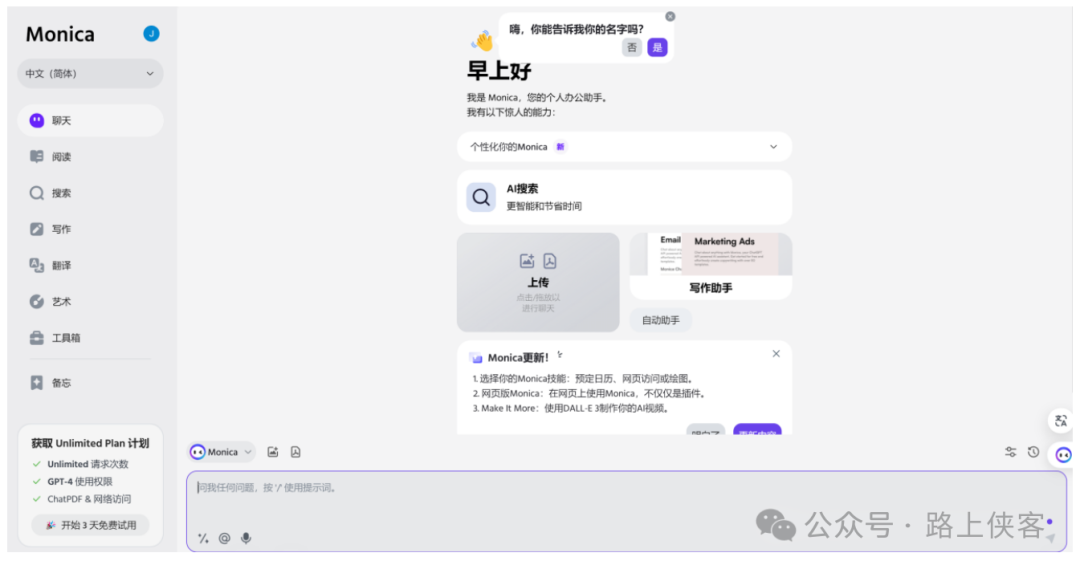 Monica
J
中文（简体）
聊天
阅读
搜索
写作
翻译
艺术
工具箱
备忘
获取 Unlimited Plan 计划
Unlimited 请求次数
GPT-4 使用权限
ChatPDF & 网络访问
开始 3 天免费试用
嗨，你能告诉我你的名字吗？
否
是
早上好
我是 Monica，您的个人办公助手。
我有以下惊人的能力：
个性化你的Monica 新
AI搜索
更智能和节省时间
上传
点击/拖放以
进行聊天
Email
Marketing Ads
写作助手
自动助手
Monica更新！
1. 选择你的Monica技能：预定日历、网页访问或绘图。
2. 网页版Monica：在网页上使用Monica，不仅仅是插件。
3. Make It More：使用DALL-E 3制作你的AI视频。
Monica
问我任何问题，按 '/' 使用提示词。
公众号 · 路上侠客